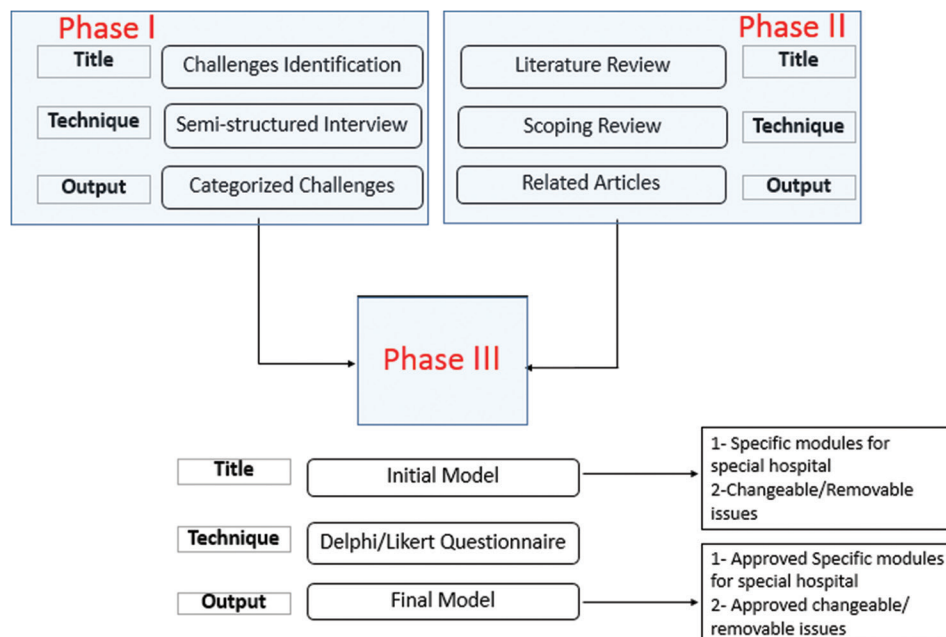 Phase I
Title
Challenges Identification
Technique
Semi-structured Interview
Output
Categorized Challenges
Phase II
Literature Review
Title
Scoping Review
Technique
Related Articles
Output
Phase III
Title
Initial Model
1- Specific modules for
special hospital
2-Changeable/Removable
issues
Technique
Delphi/Likert Questionnaire
Output
Final Model
1- Approved Specific modules
for special hospital
2- Approved changeable/
removable issues